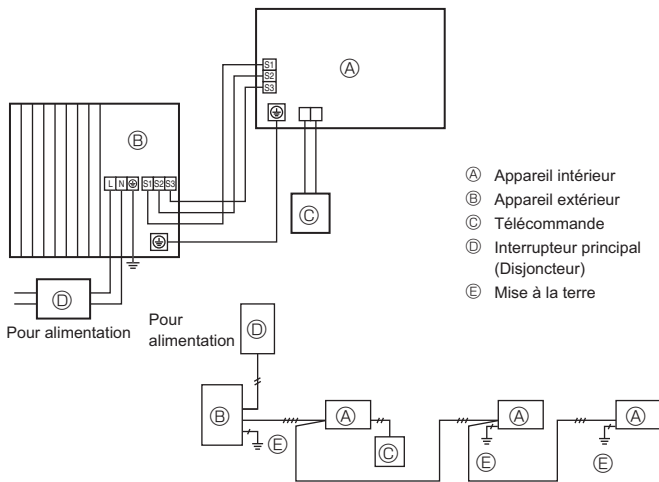 S1
S2
S3
Ⓐ
Ⓑ
L N S1 S2 S3
Ⓒ
Ⓓ
Pour alimentation
Ⓐ Appareil intérieur
Ⓑ Appareil extérieur
Ⓒ Télécommande
Ⓓ Interrupteur principal
(Disjoncteur)
Ⓔ Mise à la terre
Pour
alimentation
Ⓓ
Ⓑ
Ⓔ
Ⓐ
Ⓒ
Ⓐ
Ⓔ
Ⓐ
Ⓔ